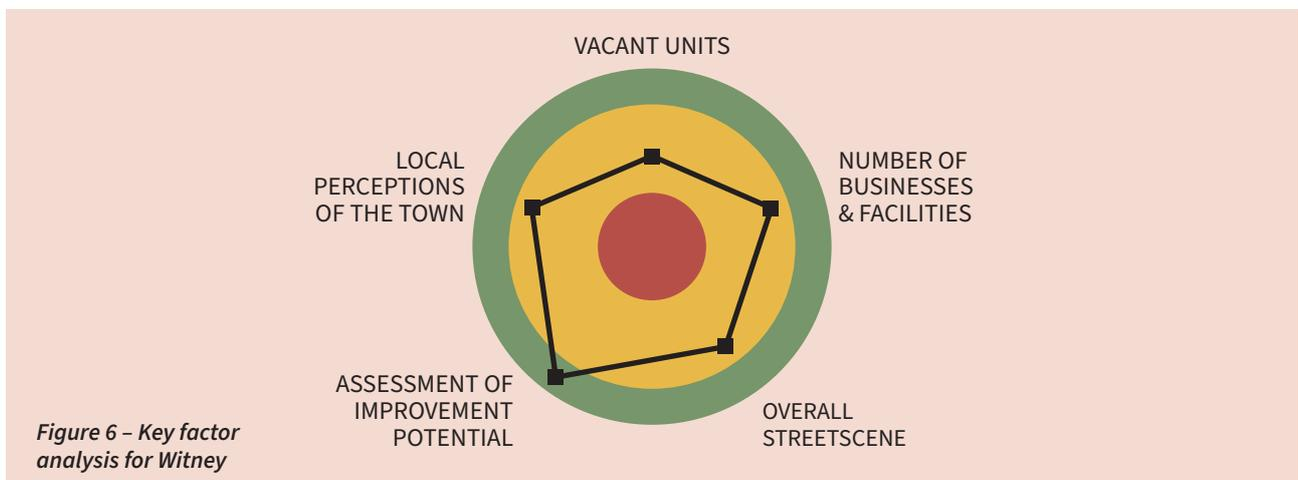 VACANT UNITS
LOCAL
PERCEPTIONS
OF THE TOWN
NUMBER OF
BUSINESSES
& FACILITIES
ASSESSMENT OF
IMPROVEMENT
POTENTIAL
OVERALL
STREETSCENE
Figure 6 – Key factor
analysis for Witney